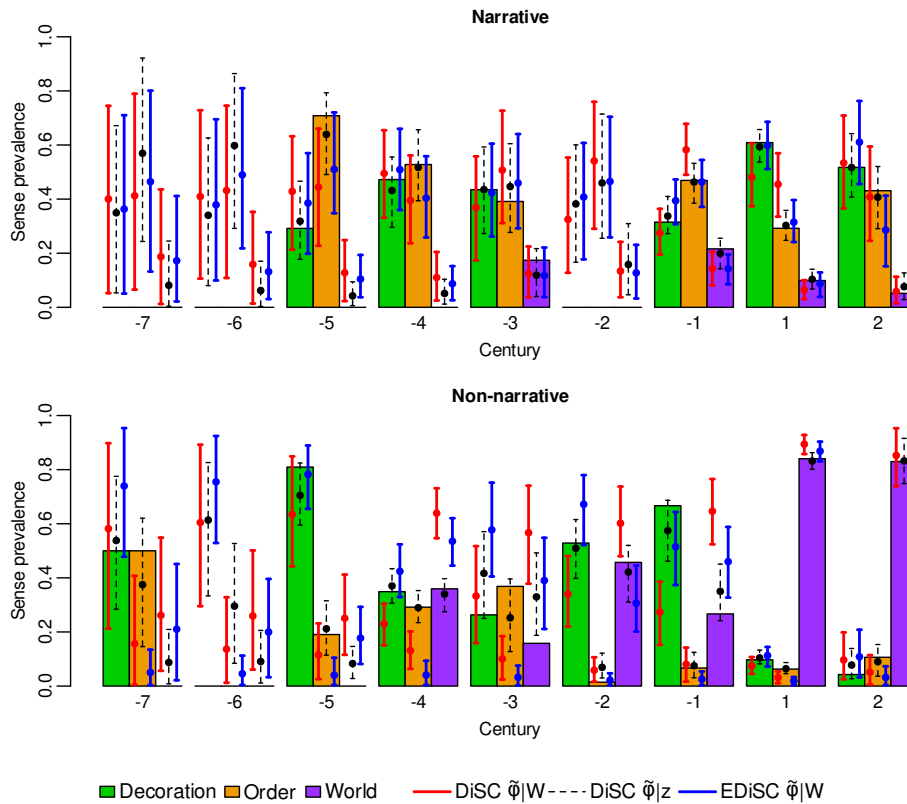 Narrative
Sense prevalence
0.0 0.2 0.4 0.6 0.8 1.0
-7 -6 -5 -4 -3 -2 -1 1 2
Century
Non-narrative
Sense prevalence
0.0 0.2 0.4 0.6 0.8 1.0
-7 -6 -5 -4 -3 -2 -1 1 2
Century
Decoration Order World DiSC φ̃|W DiSC φ̃|z EDiSC φ̃|W